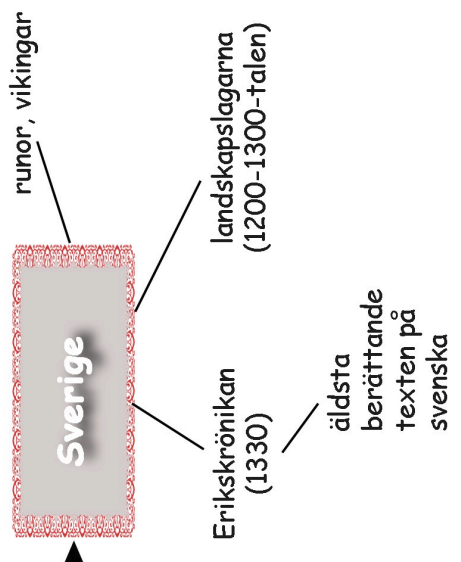 Sverige
runor, vikingar
landskapslagarna
(1200-1300-talen)
Erikskrönikan
(1330)
äldsta
berättande
texten på
svenska